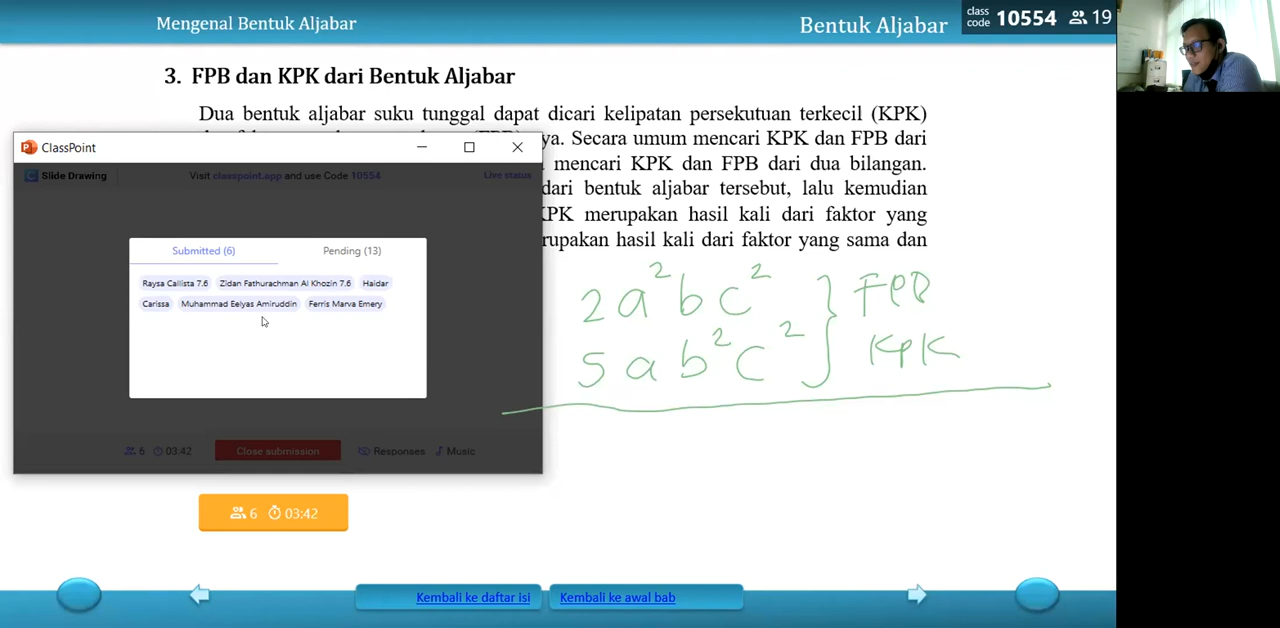 Mengenal Bentuk Aljabar
Bentuk Aljabar
class code 10554 19
3. FPB dan KPK dari Bentuk Aljabar
Dua bentuk aljabar suku tunggal dapat dicari kelipatan persekutuan terkecil (KPK)
ya. Secara umum mencari KPK dan FPB dari
mencari KPK dan FPB dari dua bilangan.
dari bentuk aljabar tersebut, lalu kemudian
KPK merupakan hasil kali dari faktor yang
rupakan hasil kali dari faktor yang sama dan
ClassPoint
Slide Drawing
Visit classpoint.app and use Code 10554
Live status
Submitted (6)
Pending (13)
Raysa Callista 7.6 Zidan Fathurachman Al Khozin 7.6 Haidar
Carissa Muhammad Eelyas Amiruddin Ferris Marva Emery
6 03:42
Close submission
Responses
Music
2a²bc² } FPB
5ab²c² } KPK
6 03:42
Kembali ke daftar isi
Kembali ke awal bab